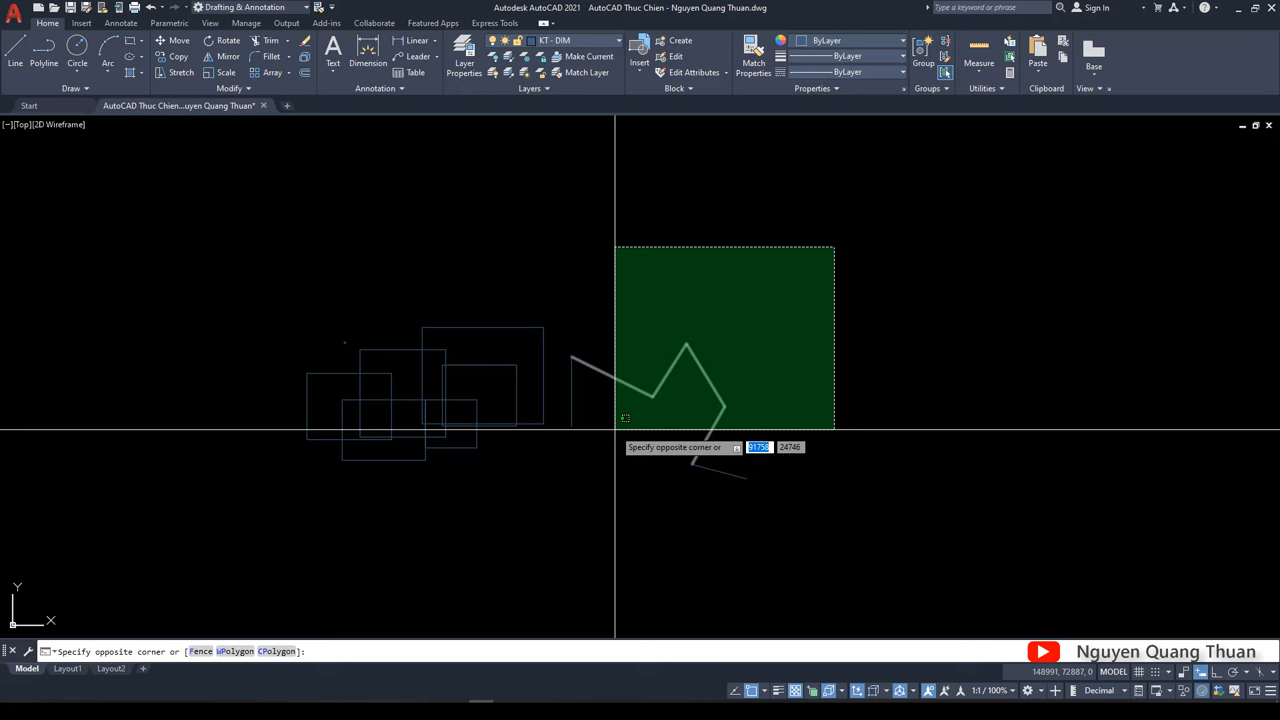 Drafting & Annotation
Autodesk AutoCAD 2021 AutoCAD Thuc Chien - Nguyen Quang Thuan.dwg
Type a keyword or phrase
Sign In
Home Insert Annotate Parametric View Manage Output Add-ins Collaborate Featured Apps Express Tools
Line Polyline Circle Arc
Move Rotate Trim
Copy Mirror Fillet
Stretch Scale Array
Text Dimension
Linear
Leader
Table
Layer
Properties
KT - DIM
Make Current
Match Layer
Insert
Create
Edit
Edit Attributes
Match
Properties
ByLayer
ByLayer
ByLayer
Group
Measure
Paste
Base
Draw Modify Annotation Layers Block Properties Groups Utilities Clipboard View
Start AutoCAD Thuc Chien...uyen Quang Thuan*
[−][Top][2D Wireframe]
Specify opposite corner or 91758 24746
Y
X
Specify opposite corner or [Fence WPolygon CPolygon]:
Nguyen Quang Thuan
Model Layout1 Layout2
148991, 72887, 0 MODEL
1:1 / 100% Decimal